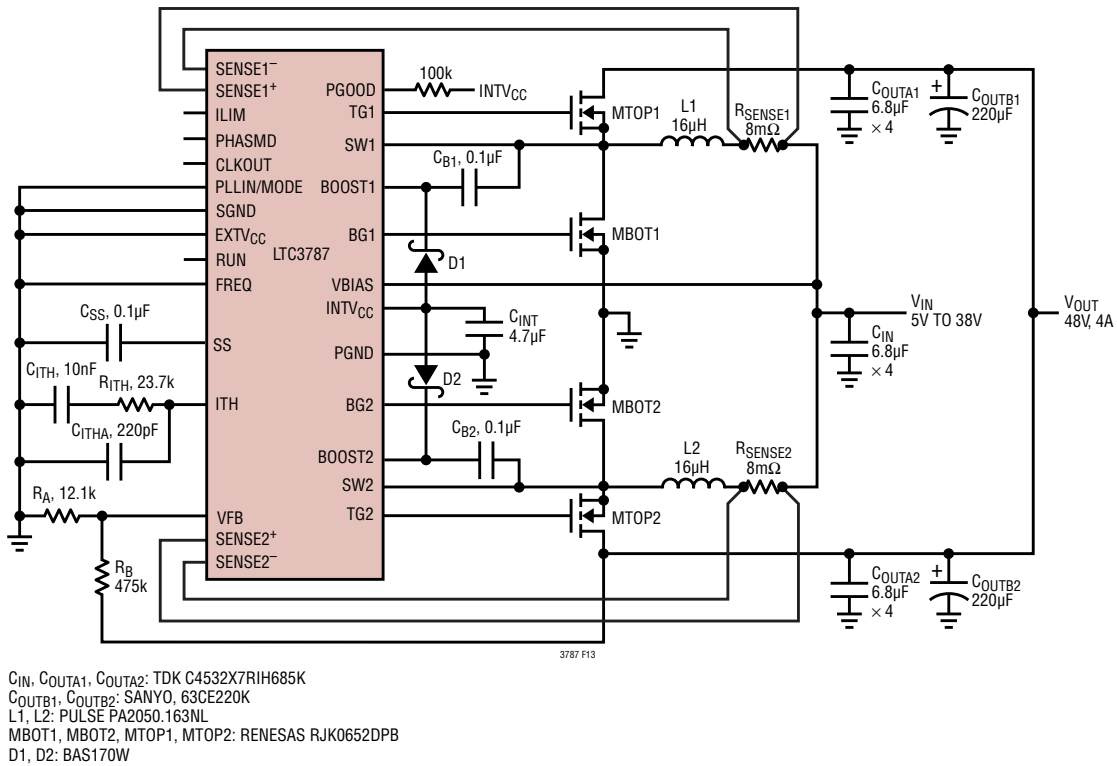 SENSE1–
SENSE1+
ILIM
PHASMD
CLKOUT
PLLIN/MODE
SGND
EXTVCC
RUN
FREQ
SS
ITH
VFB
SENSE2+
SENSE2–
LTC3787
PGOOD
TG1
SW1
BOOST1
BG1
VBIAS
INTVCC
PGND
BG2
BOOST2
SW2
TG2
100k
INTVCC
CB1, 0.1µF
D1
CINT
4.7µF
D2
CB2, 0.1µF
CSS, 0.1µF
CITH, 10nF
RITH, 23.7k
CITHA, 220pF
RA, 12.1k
RB
475k
MTOP1
MBOT1
MBOT2
MTOP2
L1
16µH
RSENSE1
8mΩ
L2
16µH
RSENSE2
8mΩ
COUTA1
6.8µF
× 4
+
COUTB1
220µF
VIN
5V TO 38V
CIN
6.8µF
× 4
VOUT
48V, 4A
COUTA2
6.8µF
× 4
+
COUTB2
220µF
3787 F13
CIN, COUTA1, COUTA2: TDK C4532X7RIH685K
COUTB1, COUTB2: SANYO, 63CE220K
L1, L2: PULSE PA2050.163NL
MBOT1, MBOT2, MTOP1, MTOP2: RENESAS RJK0652DPB
D1, D2: BAS170W